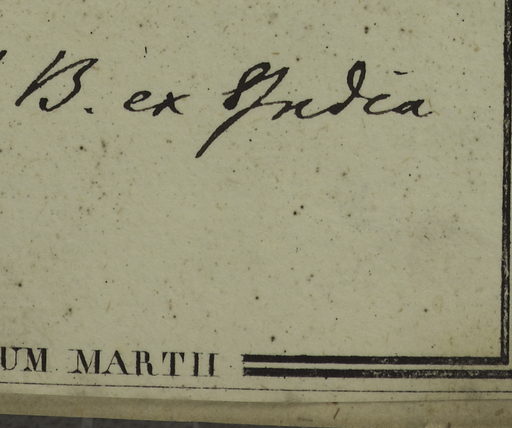 B. ex India
UM MARTII